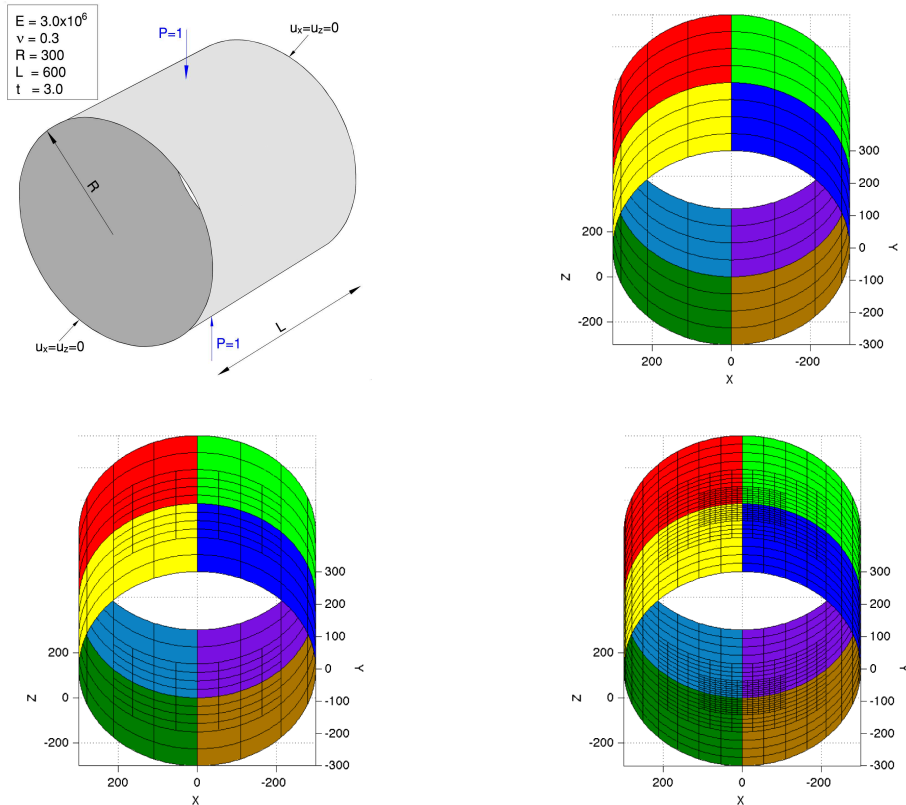 E = 3.0x10⁶
ν = 0.3
R = 300
L = 600
t = 3.0
P=1
uₓ=u_z=0
R
L
P=1
uₓ=u_z=0
300
200
100
0
-100
-200
-300
Y
200
0
-200
Z
200 0 -200
X
300
200
100
0
-100
-200
-300
Y
200
0
-200
Z
200 0 -200
X
300
200
100
0
-100
-200
-300
Y
200
0
-200
Z
200 0 -200
X